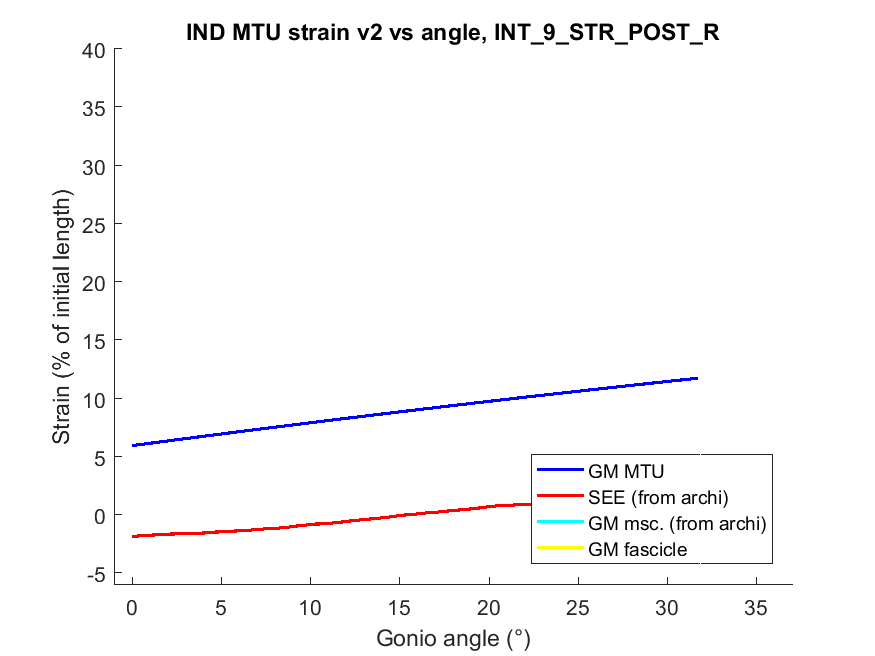 IND MTU strain v2 vs angle, INT_9_STR_POST_R
40
35
30
25
20
15
10
5
0
-5
Strain (% of initial length)
GM MTU
SEE (from archi)
GM msc. (from archi)
GM fascicle
0 5 10 15 20 25 30 35
Gonio angle (°)